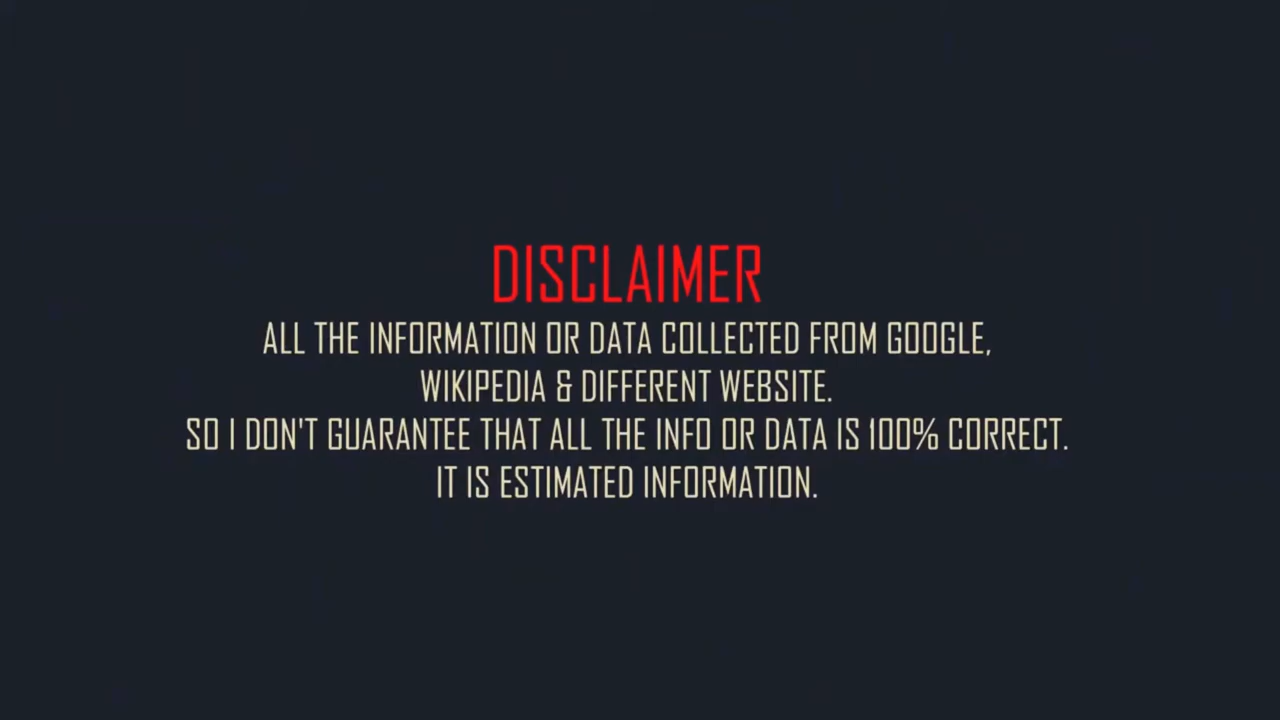 DISCLAIMER
ALL THE INFORMATION OR DATA COLLECTED FROM GOOGLE,
WIKIPEDIA & DIFFERENT WEBSITE.
SO I DON'T GUARANTEE THAT ALL THE INFO OR DATA IS 100% CORRECT.
IT IS ESTIMATED INFORMATION.